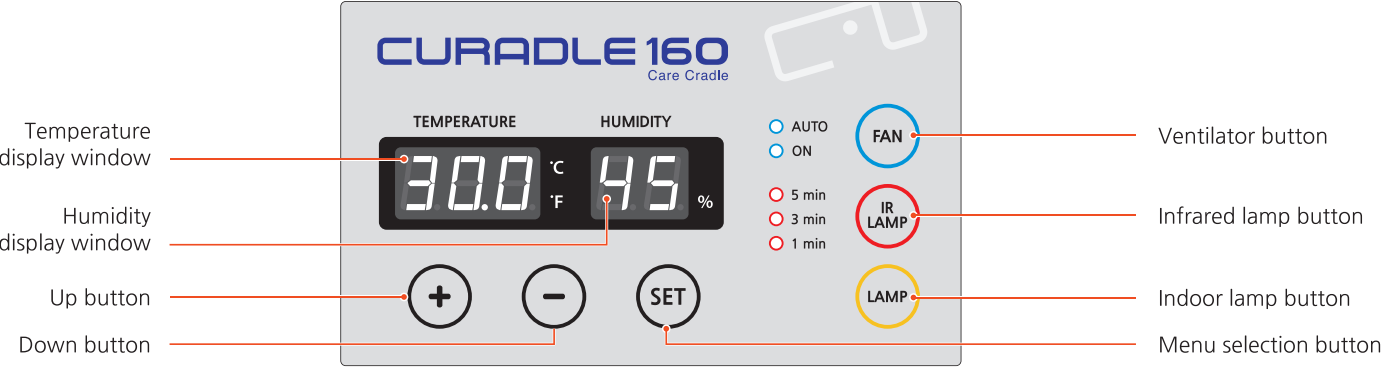 CURADLE 160
Care Cradle
TEMPERATURE
HUMIDITY
30.0
°C
°F
45
%
AUTO
ON
FAN
5 min
3 min
1 min
IR
LAMP
+
−
SET
LAMP
Temperature
display window
Humidity
display window
Up button
Down button
Ventilator button
Infrared lamp button
Indoor lamp button
Menu selection button